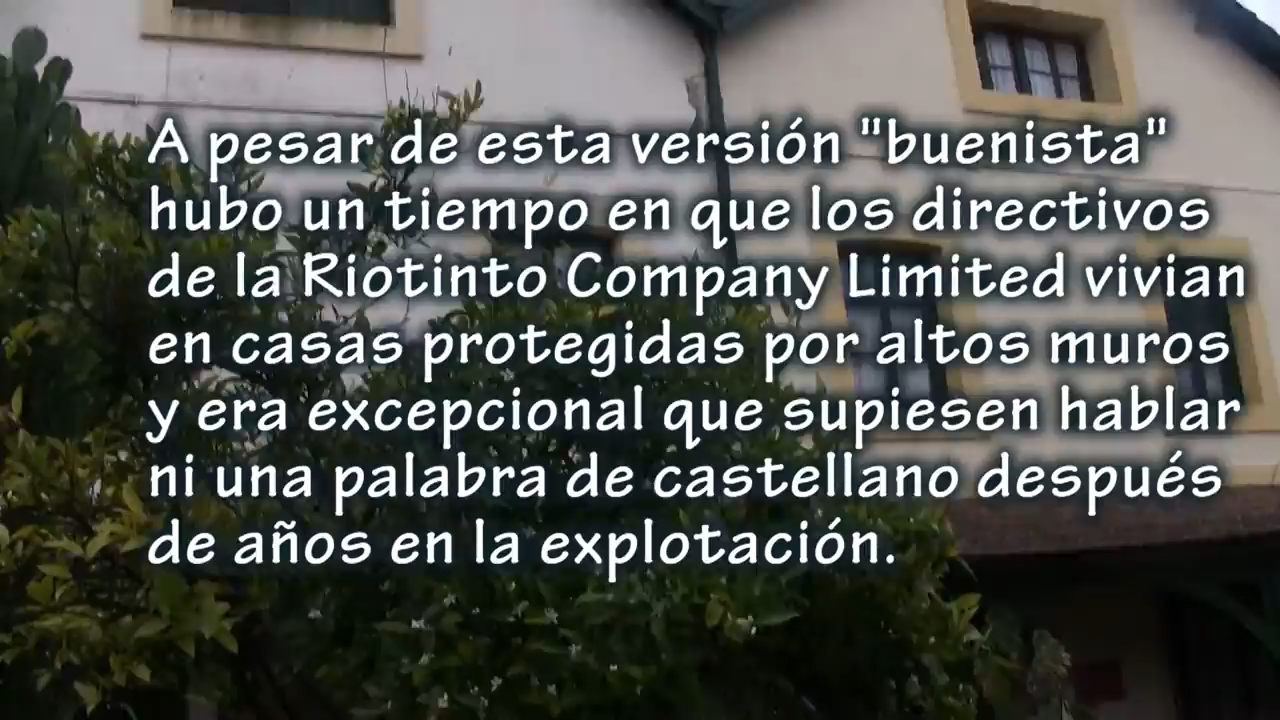 A pesar de esta versión "buenista"
hubo un tiempo en que los directivos
de la Riotinto Company Limited vivian
en casas protegidas por altos muros
y era excepcional que supiesen hablar
ni una palabra de castellano después
de años en la explotación.